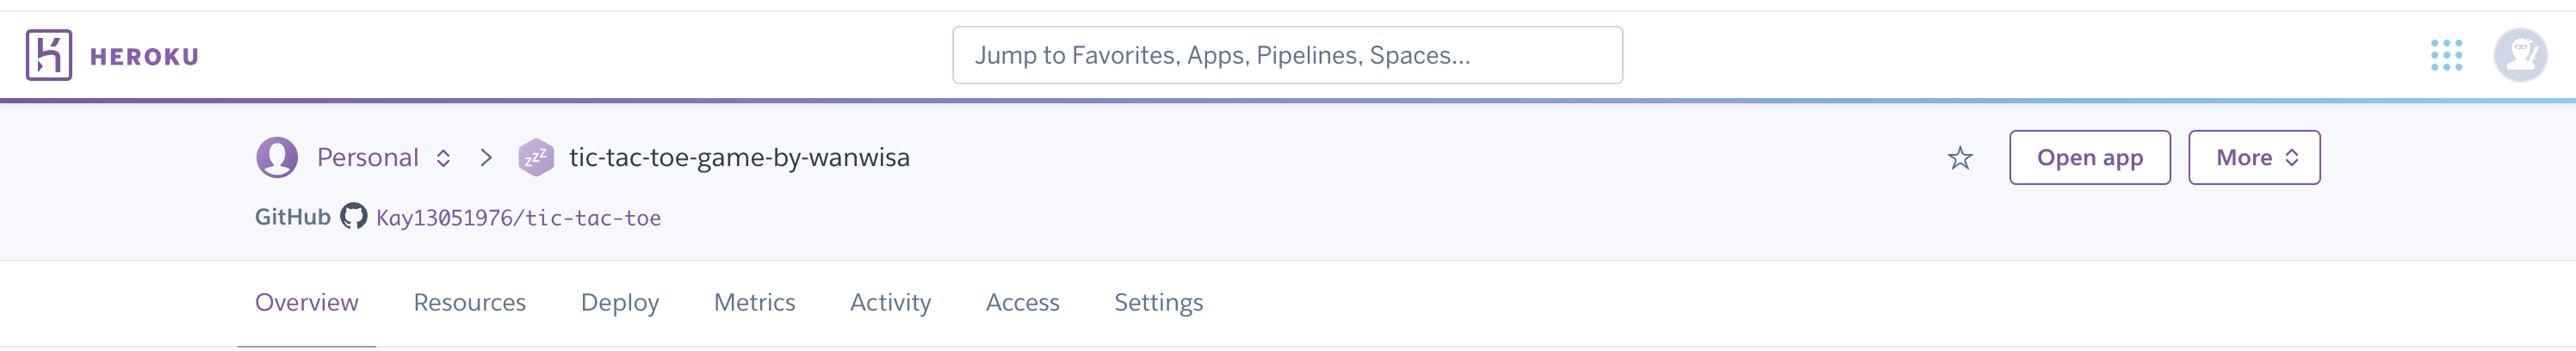 HEROKU
Jump to Favorites, Apps, Pipelines, Spaces...
Personal
zzz
tic-tac-toe-game-by-wanwisa
Open app
More
GitHub Kay13051976/tic-tac-toe
Overview Resources Deploy Metrics Activity Access Settings